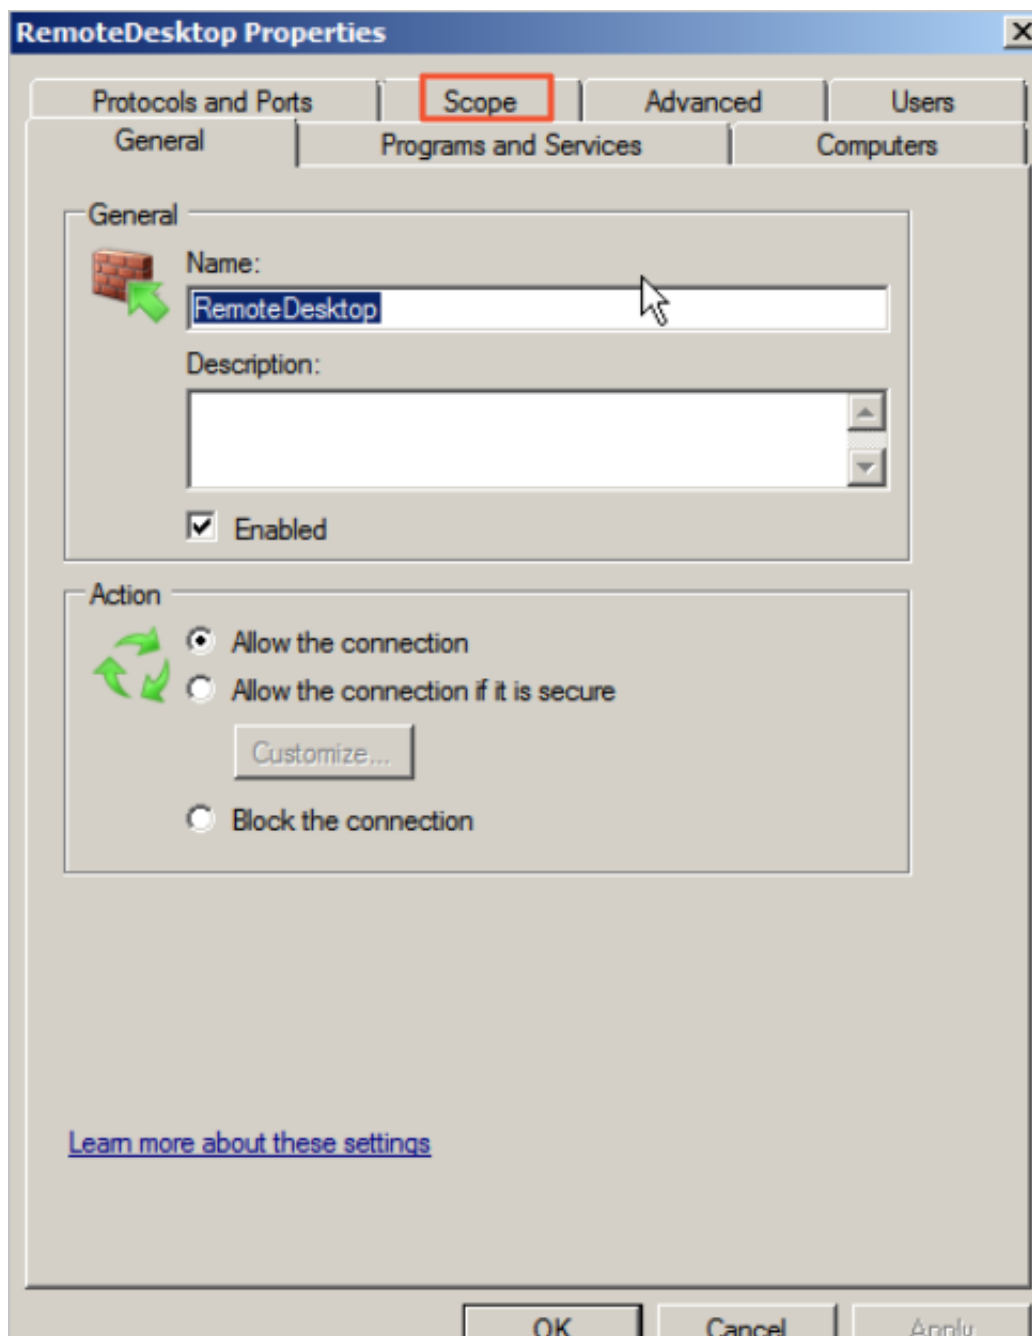 RemoteDesktop Properties
Protocols and Ports Scope Advanced Users
General Programs and Services Computers
General
Name:
RemoteDesktop
Description:
Enabled
Action
Allow the connection
Allow the connection if it is secure
Customize...
Block the connection
Learn more about these settings
OK Cancel Apply